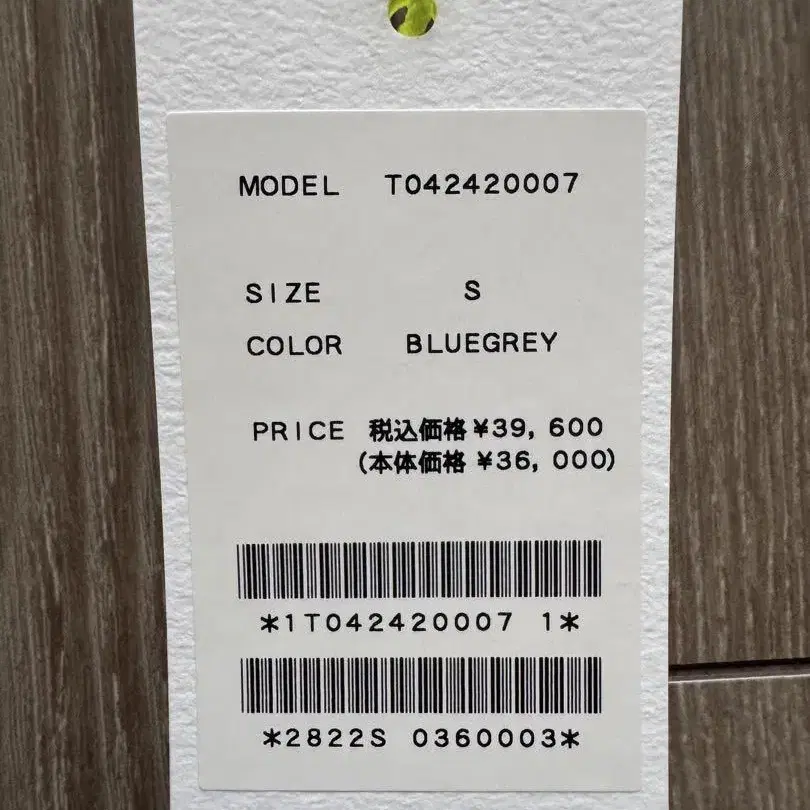 MODEL T042420007
SIZE S
COLOR BLUEGREY
PRICE 税込価格 ¥39, 600
(本体価格 ¥36, 000)
*1T042420007 1*
*2822S 0360003*